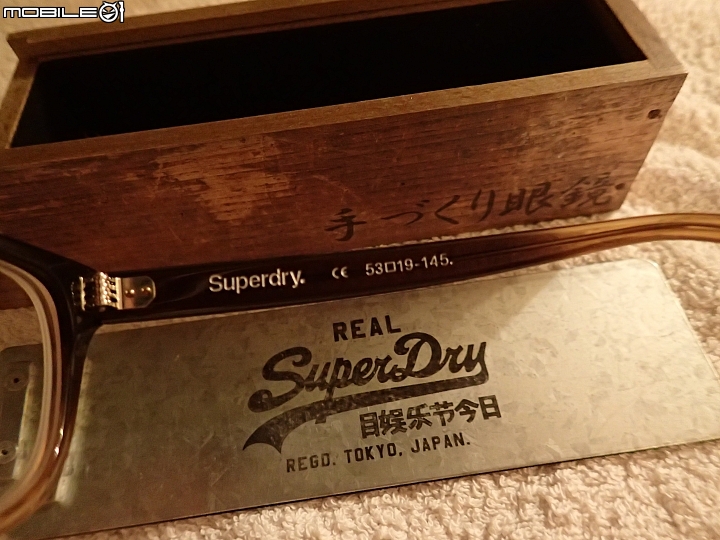 MOBILE01
手づくり眼鏡
Superdry. CE 53□19-145.
REAL
SuperDry
目娱乐节今日
REGD. TOKYO, JAPAN.